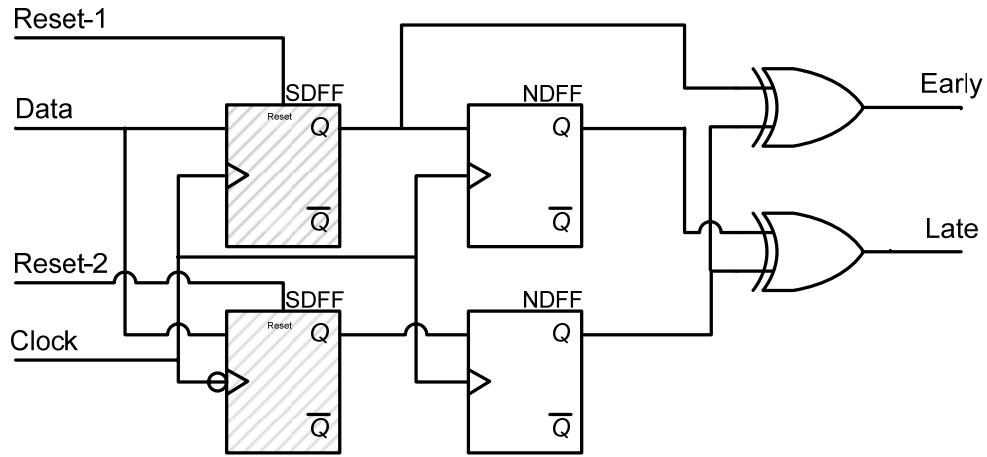 Reset-1
SDFF
NDFF
Early
Data
Reset
Q
Q
Q̅
Q̅
Late
Reset-2
SDFF
NDFF
Clock
Reset
Q
Q
Q̅
Q̅